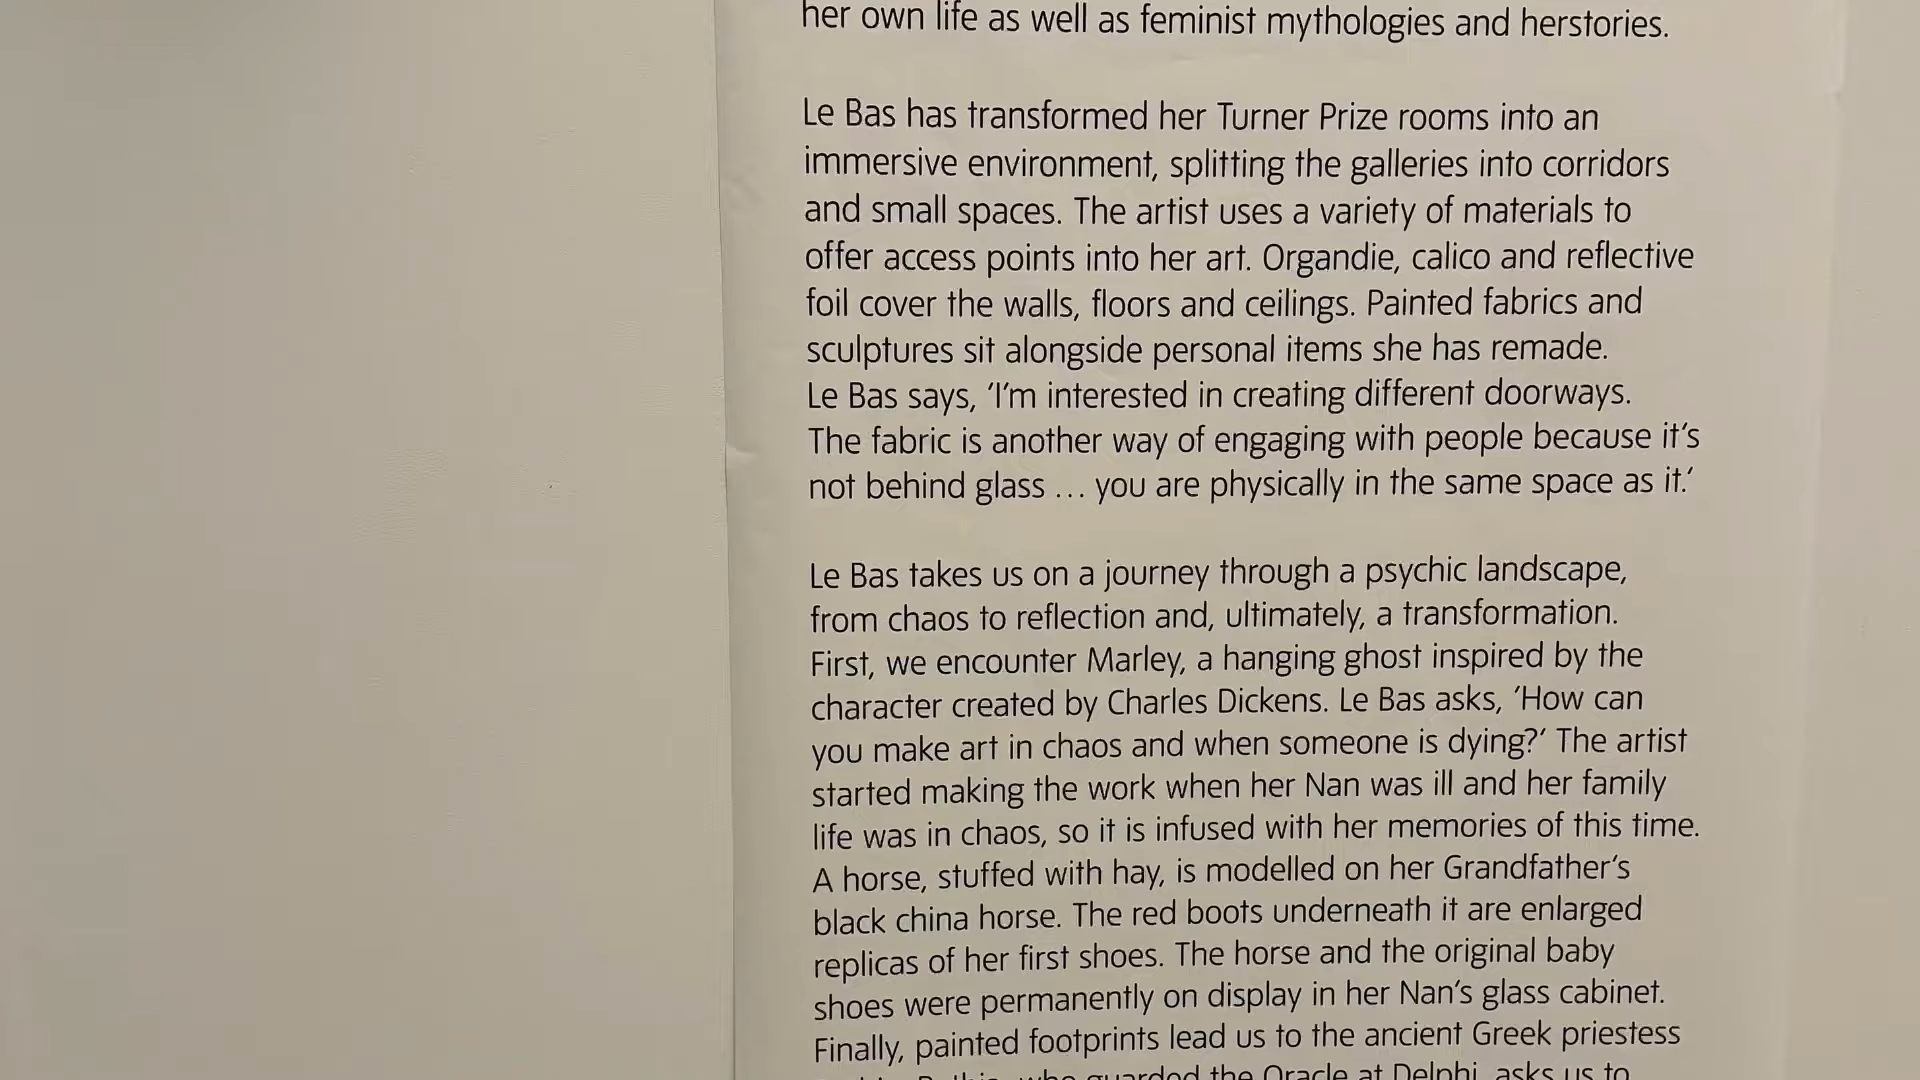 her own life as well as feminist mythologies and herstories.
Le Bas has transformed her Turner Prize rooms into an
immersive environment, splitting the galleries into corridors
and small spaces. The artist uses a variety of materials to
offer access points into her art. Organdie, calico and reflective
foil cover the walls, floors and ceilings. Painted fabrics and
sculptures sit alongside personal items she has remade.
Le Bas says, ‘I’m interested in creating different doorways.
The fabric is another way of engaging with people because it’s
not behind glass … you are physically in the same space as it.’
Le Bas takes us on a journey through a psychic landscape,
from chaos to reflection and, ultimately, a transformation.
First, we encounter Marley, a hanging ghost inspired by the
character created by Charles Dickens. Le Bas asks, ‘How can
you make art in chaos and when someone is dying?’ The artist
started making the work when her Nan was ill and her family
life was in chaos, so it is infused with her memories of this time.
A horse, stuffed with hay, is modelled on her Grandfather’s
black china horse. The red boots underneath it are enlarged
replicas of her first shoes. The horse and the original baby
shoes were permanently on display in her Nan’s glass cabinet.
Finally, painted footprints lead us to the ancient Greek priestess
who guarded the Oracle at Delphi, asks us to